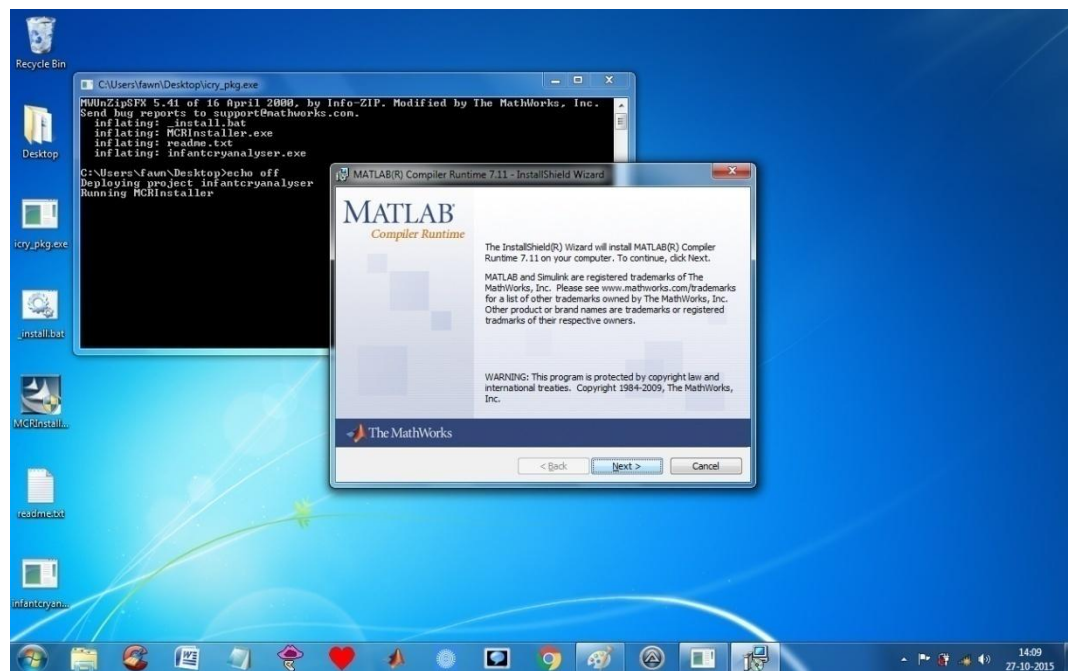 Recycle Bin
Desktop
icry_pkg.exe
_install.bat
MCRInstall...
readme.txt
infantcryan...
C:\Users\fawn\Desktop\icry_pkg.exe
MWUnZipSFX 5.41 of 16 April 2000, by Info-ZIP. Modified by The MathWorks, Inc.
Send bug reports to support@mathworks.com.
inflating: _install.bat
inflating: MCRInstaller.exe
inflating: readme.txt
inflating: infantcryanalyser.exe
C:\Users\fawn\Desktop>echo off
Deploying project infantcryanalyser
Running MCRInstaller
MATLAB(R) Compiler Runtime 7.11 - InstallShield Wizard
MATLAB
Compiler Runtime
The InstallShield(R) Wizard will install MATLAB(R) Compiler
Runtime 7.11 on your computer. To continue, click Next.
MATLAB and Simulink are registered trademarks of The
MathWorks, Inc. Please see www.mathworks.com/trademarks
for a list of other trademarks owned by The MathWorks, Inc.
Other product or brand names are trademarks or registered
tradmarks of their respective owners.
WARNING: This program is protected by copyright law and
international treaties. Copyright 1984-2009, The MathWorks,
Inc.
The MathWorks
< Back
Next >
Cancel
14:09
27-10-2015